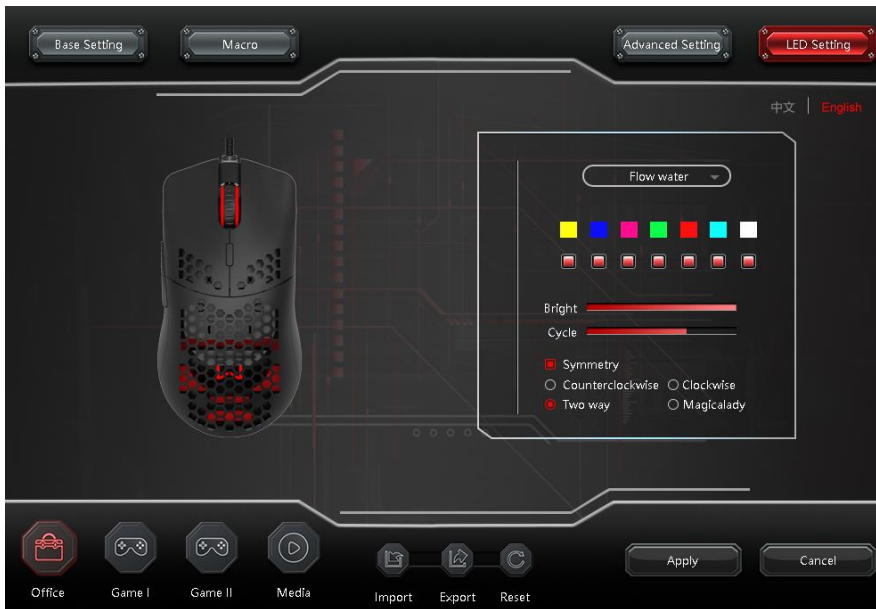 Base Setting
Macro
Advanced Setting
LED Setting
中文 | English
Flow water
Bright
Cycle
Symmetry
Counterclockwise Clockwise
Two way Magicalady
Office
Game I
Game II
Media
Import
Export
Reset
Apply
Cancel